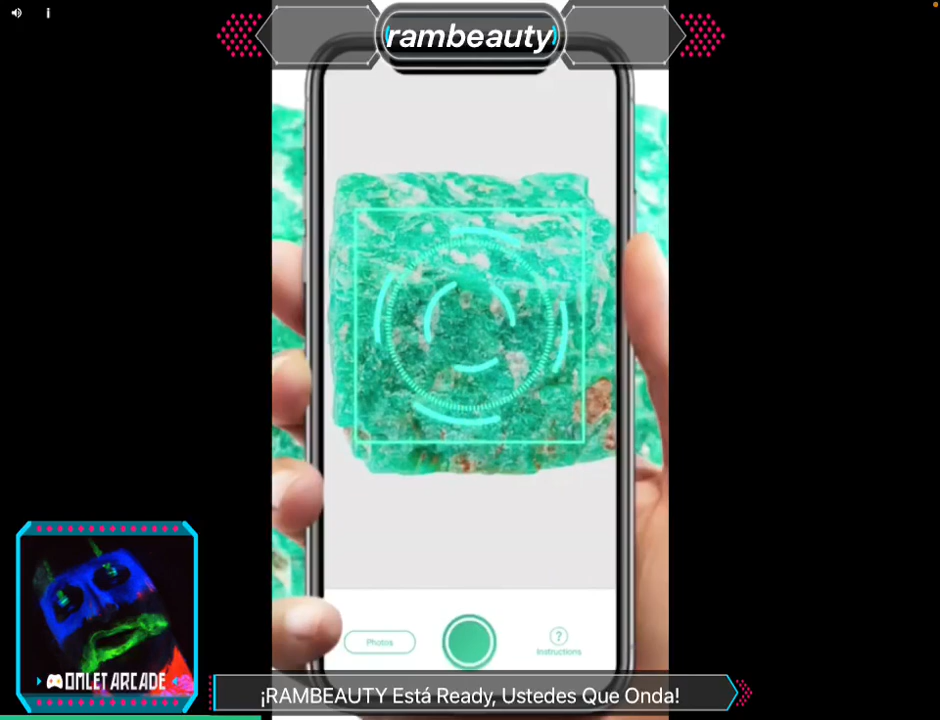 rambeauty
Photos
?
Instructions
OMLET ARCADE
¡RAMBEAUTY Está Ready, Ustedes Que Onda!